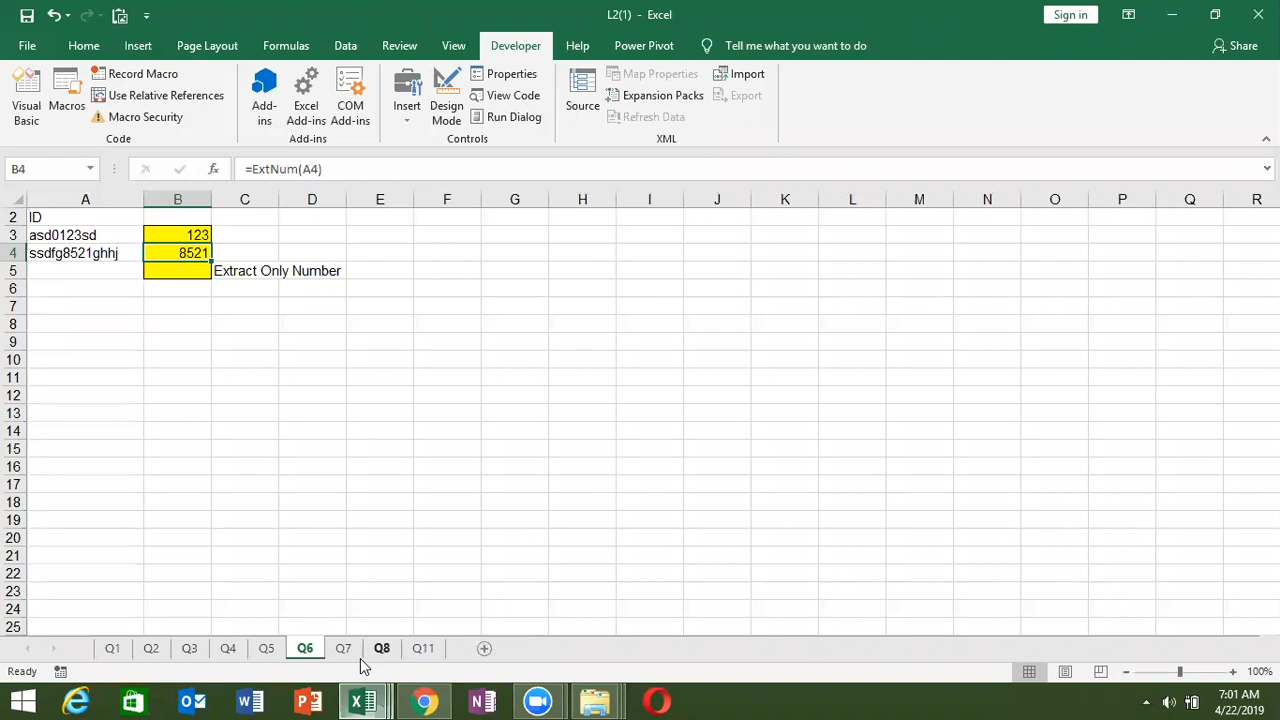 L2(1) - Excel
Sign in
File Home Insert Page Layout Formulas Data Review View Developer Help Power Pivot Tell me what you want to do Share
Visual Basic
Macros
Record Macro
Use Relative References
Macro Security
Code
Add-ins
Excel Add-ins
COM Add-ins
Add-ins
Insert
Design Mode
Properties
View Code
Run Dialog
Controls
Source
Map Properties
Expansion Packs
Refresh Data
Import
Export
XML
B4 fx =ExtNum(A4)
A B C D E F G H I J K L M N O P Q R
2 ID
3 asd0123sd 123
4 ssdfg8521ghhj 8521
5 Extract Only Number
6
7
8
9
10
11
12
13
14
15
16
17
18
19
20
21
22
23
24
25
Q1 Q2 Q3 Q4 Q5 Q6 Q7 Q8 Q11
Ready 100%
7:01 AM
4/22/2019